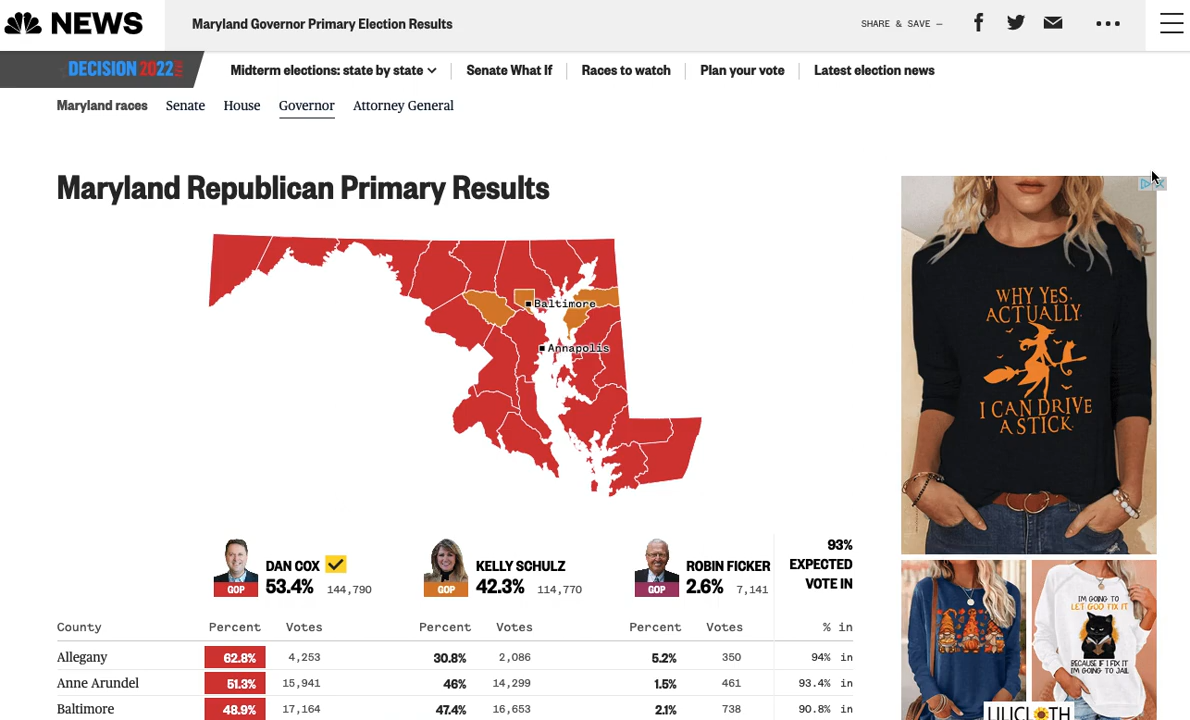 NEWS
Maryland Governor Primary Election Results
SHARE & SAVE —
DECISION 2022
Midterm elections: state by state
Senate What If
Races to watch
Plan your vote
Latest election news
Maryland races
Senate
House
Governor
Attorney General
Maryland Republican Primary Results
Baltimore
Annapolis
DAN COX
GOP
53.4% 144,790
KELLY SCHULZ
GOP
42.3% 114,770
ROBIN FICKER
GOP
2.6% 7,141
93%
EXPECTED
VOTE IN
County Percent Votes Percent Votes Percent Votes % in
Allegany 62.8% 4,253 30.8% 2,086 5.2% 350 94% in
Anne Arundel 51.3% 15,941 46% 14,299 1.5% 461 93.4% in
Baltimore 48.9% 17,164 47.4% 16,653 2.1% 738 90.8% in
WHY YES,
ACTUALLY
I CAN DRIVE
A STICK
I'M GOING TO
LET GOD FIX IT
BECAUSE IF I FIX IT
I'M GOING TO JAIL
LILICLOTH